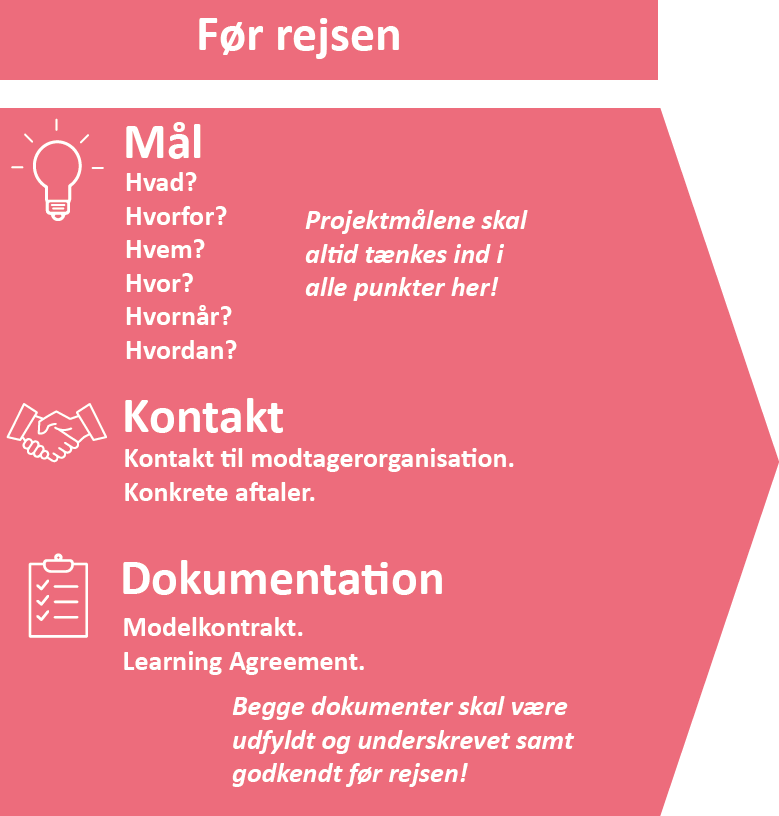 Før rejsen
Mål
Hvad?
Hvorfor?
Hvem?
Hvor?
Hvornår?
Hvordan?
Projektmålene skal
altid tænkes ind i
alle punkter her!
Kontakt
Kontakt til modtagerorganisation.
Konkrete aftaler.
Dokumentation
Modelkontrakt.
Learning Agreement.
Begge dokumenter skal være
udfyldt og underskrevet samt
godkendt før rejsen!